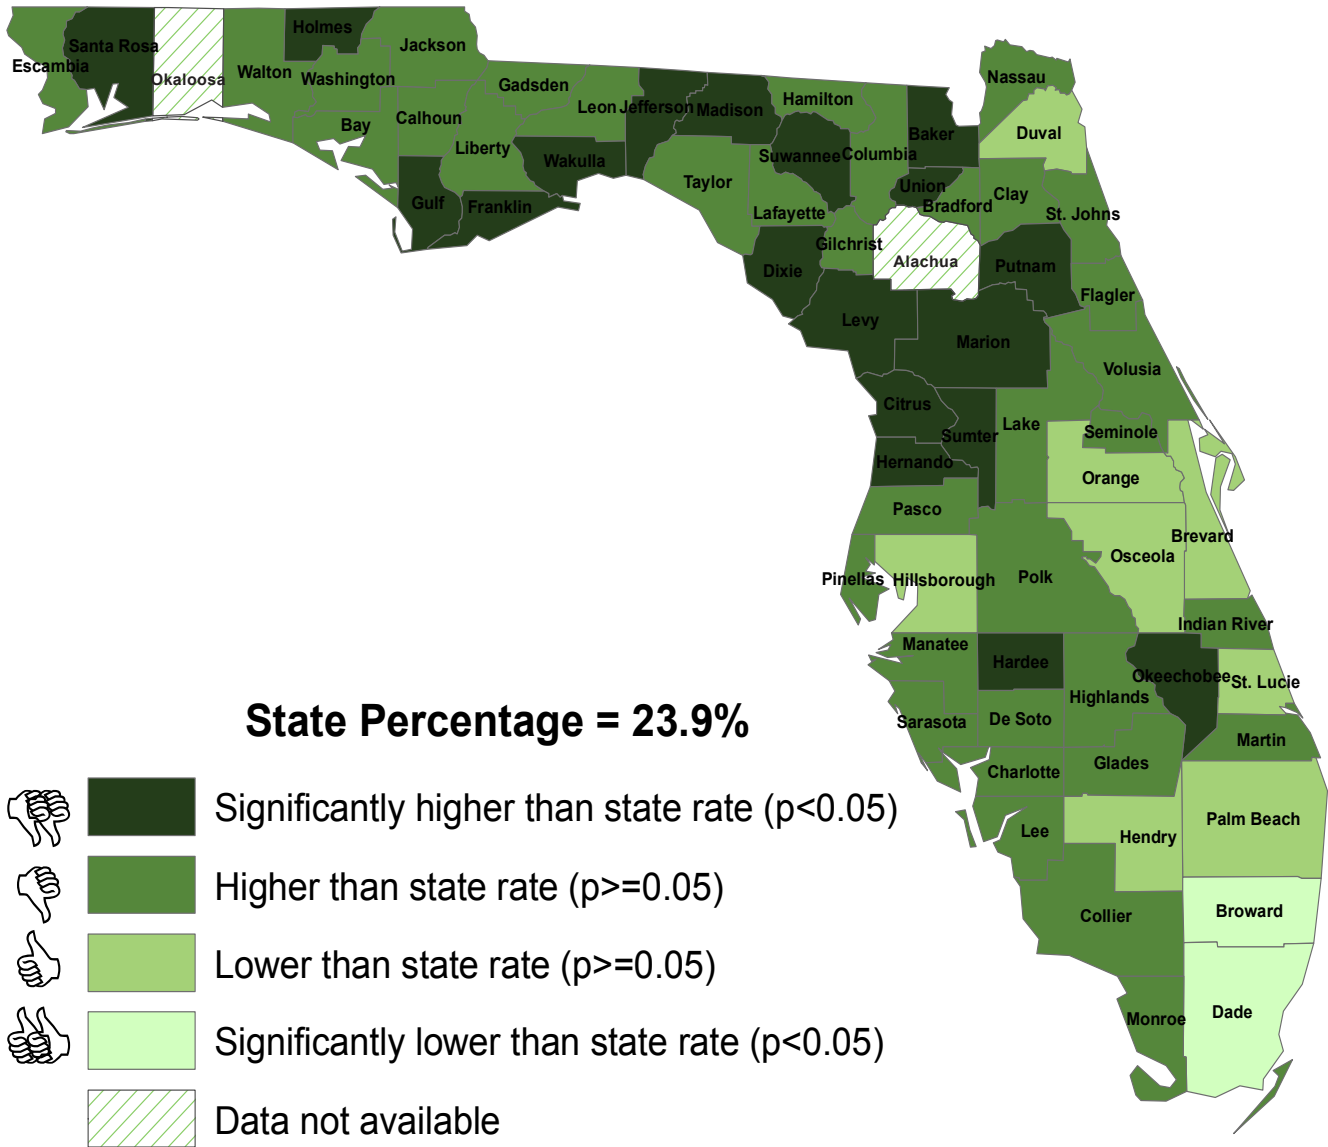 Holmes
Santa Rosa
Jackson
Escambia
Okaloosa
Walton
Washington
Nassau
Gadsden
Hamilton
Leon
Jefferson
Madison
Calhoun
Bay
Baker
Duval
Liberty
Suwannee
Columbia
Wakulla
Taylor
Union
Clay
Gulf
Franklin
Lafayette
Bradford
St. Johns
Gilchrist
Alachua
Dixie
Putnam
Flagler
Levy
Marion
Volusia
Citrus
Lake
Sumter
Seminole
Hernando
Orange
Pasco
Brevard
Osceola
Pinellas
Hillsborough
Polk
Indian River
Manatee
Hardee
Okeechobee
St. Lucie
Highlands
State Percentage = 23.9%
Sarasota
De Soto
Martin
Charlotte
Glades
Significantly higher than state rate (p<0.05)
Lee
Hendry
Palm Beach
Higher than state rate (p>=0.05)
Collier
Broward
Lower than state rate (p>=0.05)
Monroe
Dade
Significantly lower than state rate (p<0.05)
Data not available